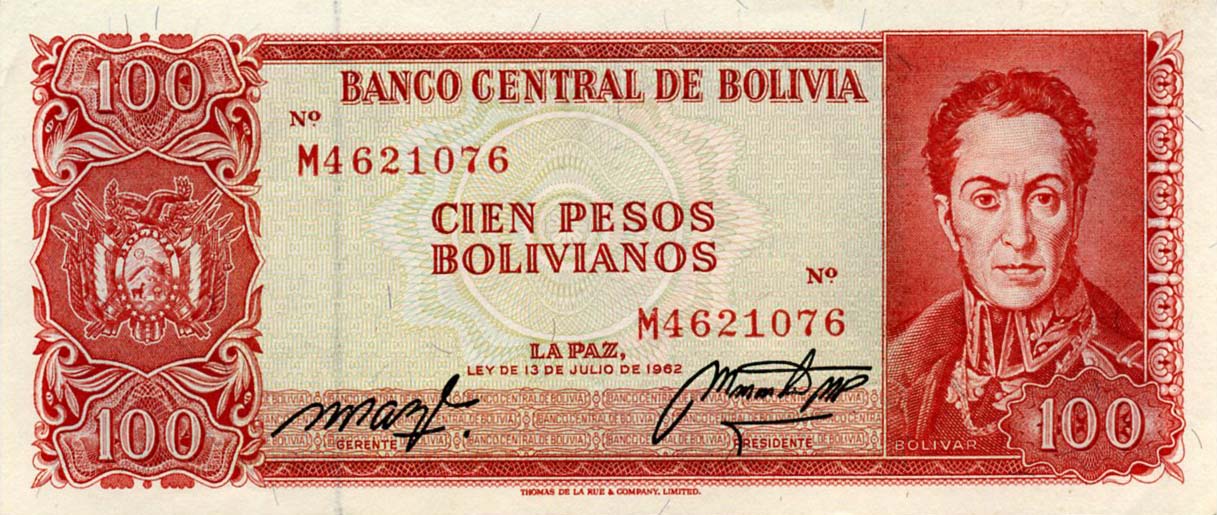 100
BANCO CENTRAL DE BOLIVIA
Nº
M4621076
CIEN PESOS
BOLIVIANOS
Nº
M4621076
LA PAZ,
LEY DE 13 DE JULIO DE 1962
GERENTE
PRESIDENTE
BOLIVAR
100
100
THOMAS DE LA RUE & COMPANY, LIMITED.